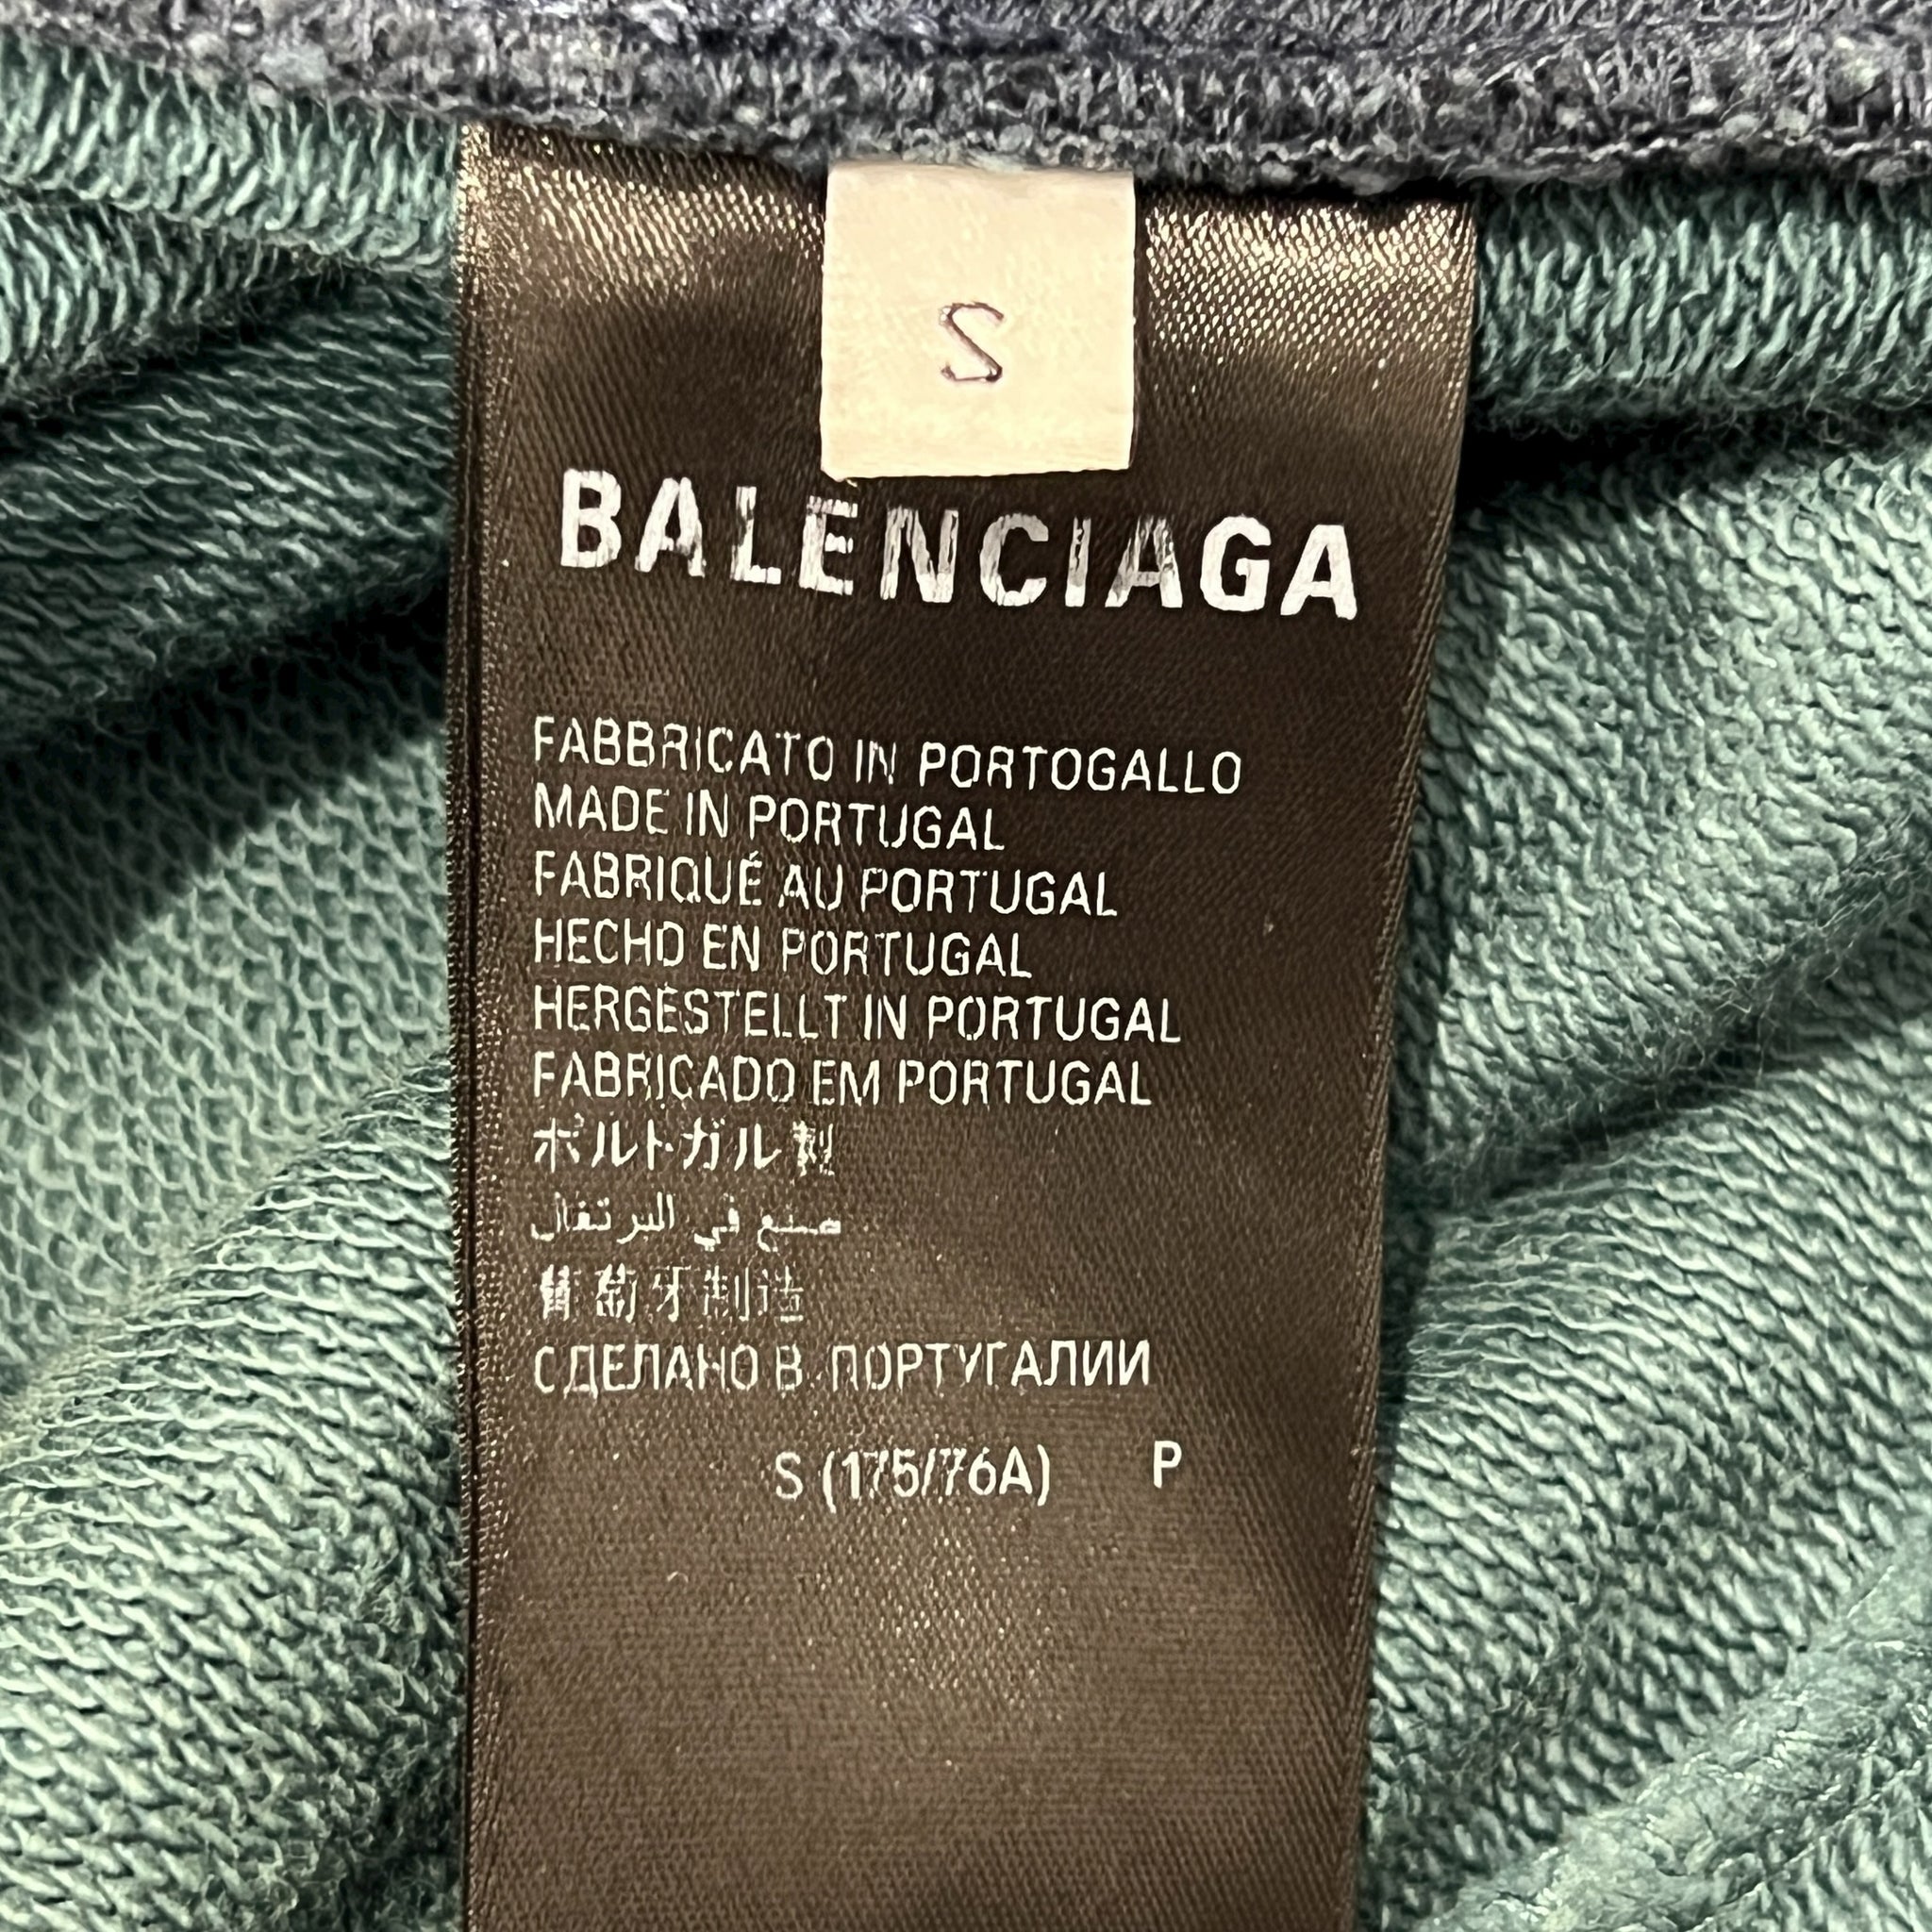 S
BALENCIAGA
FABBRICATO IN PORTOGALLO
MADE IN PORTUGAL
FABRIQUÉ AU PORTUGAL
HECHO EN PORTUGAL
HERGESTELLT IN PORTUGAL
FABRICADO EM PORTUGAL
ポルトガル製
صنع في البرتغال
葡萄牙制造
СДЕЛАНО В ПОРТУГАЛИИ
S (175/76A) P